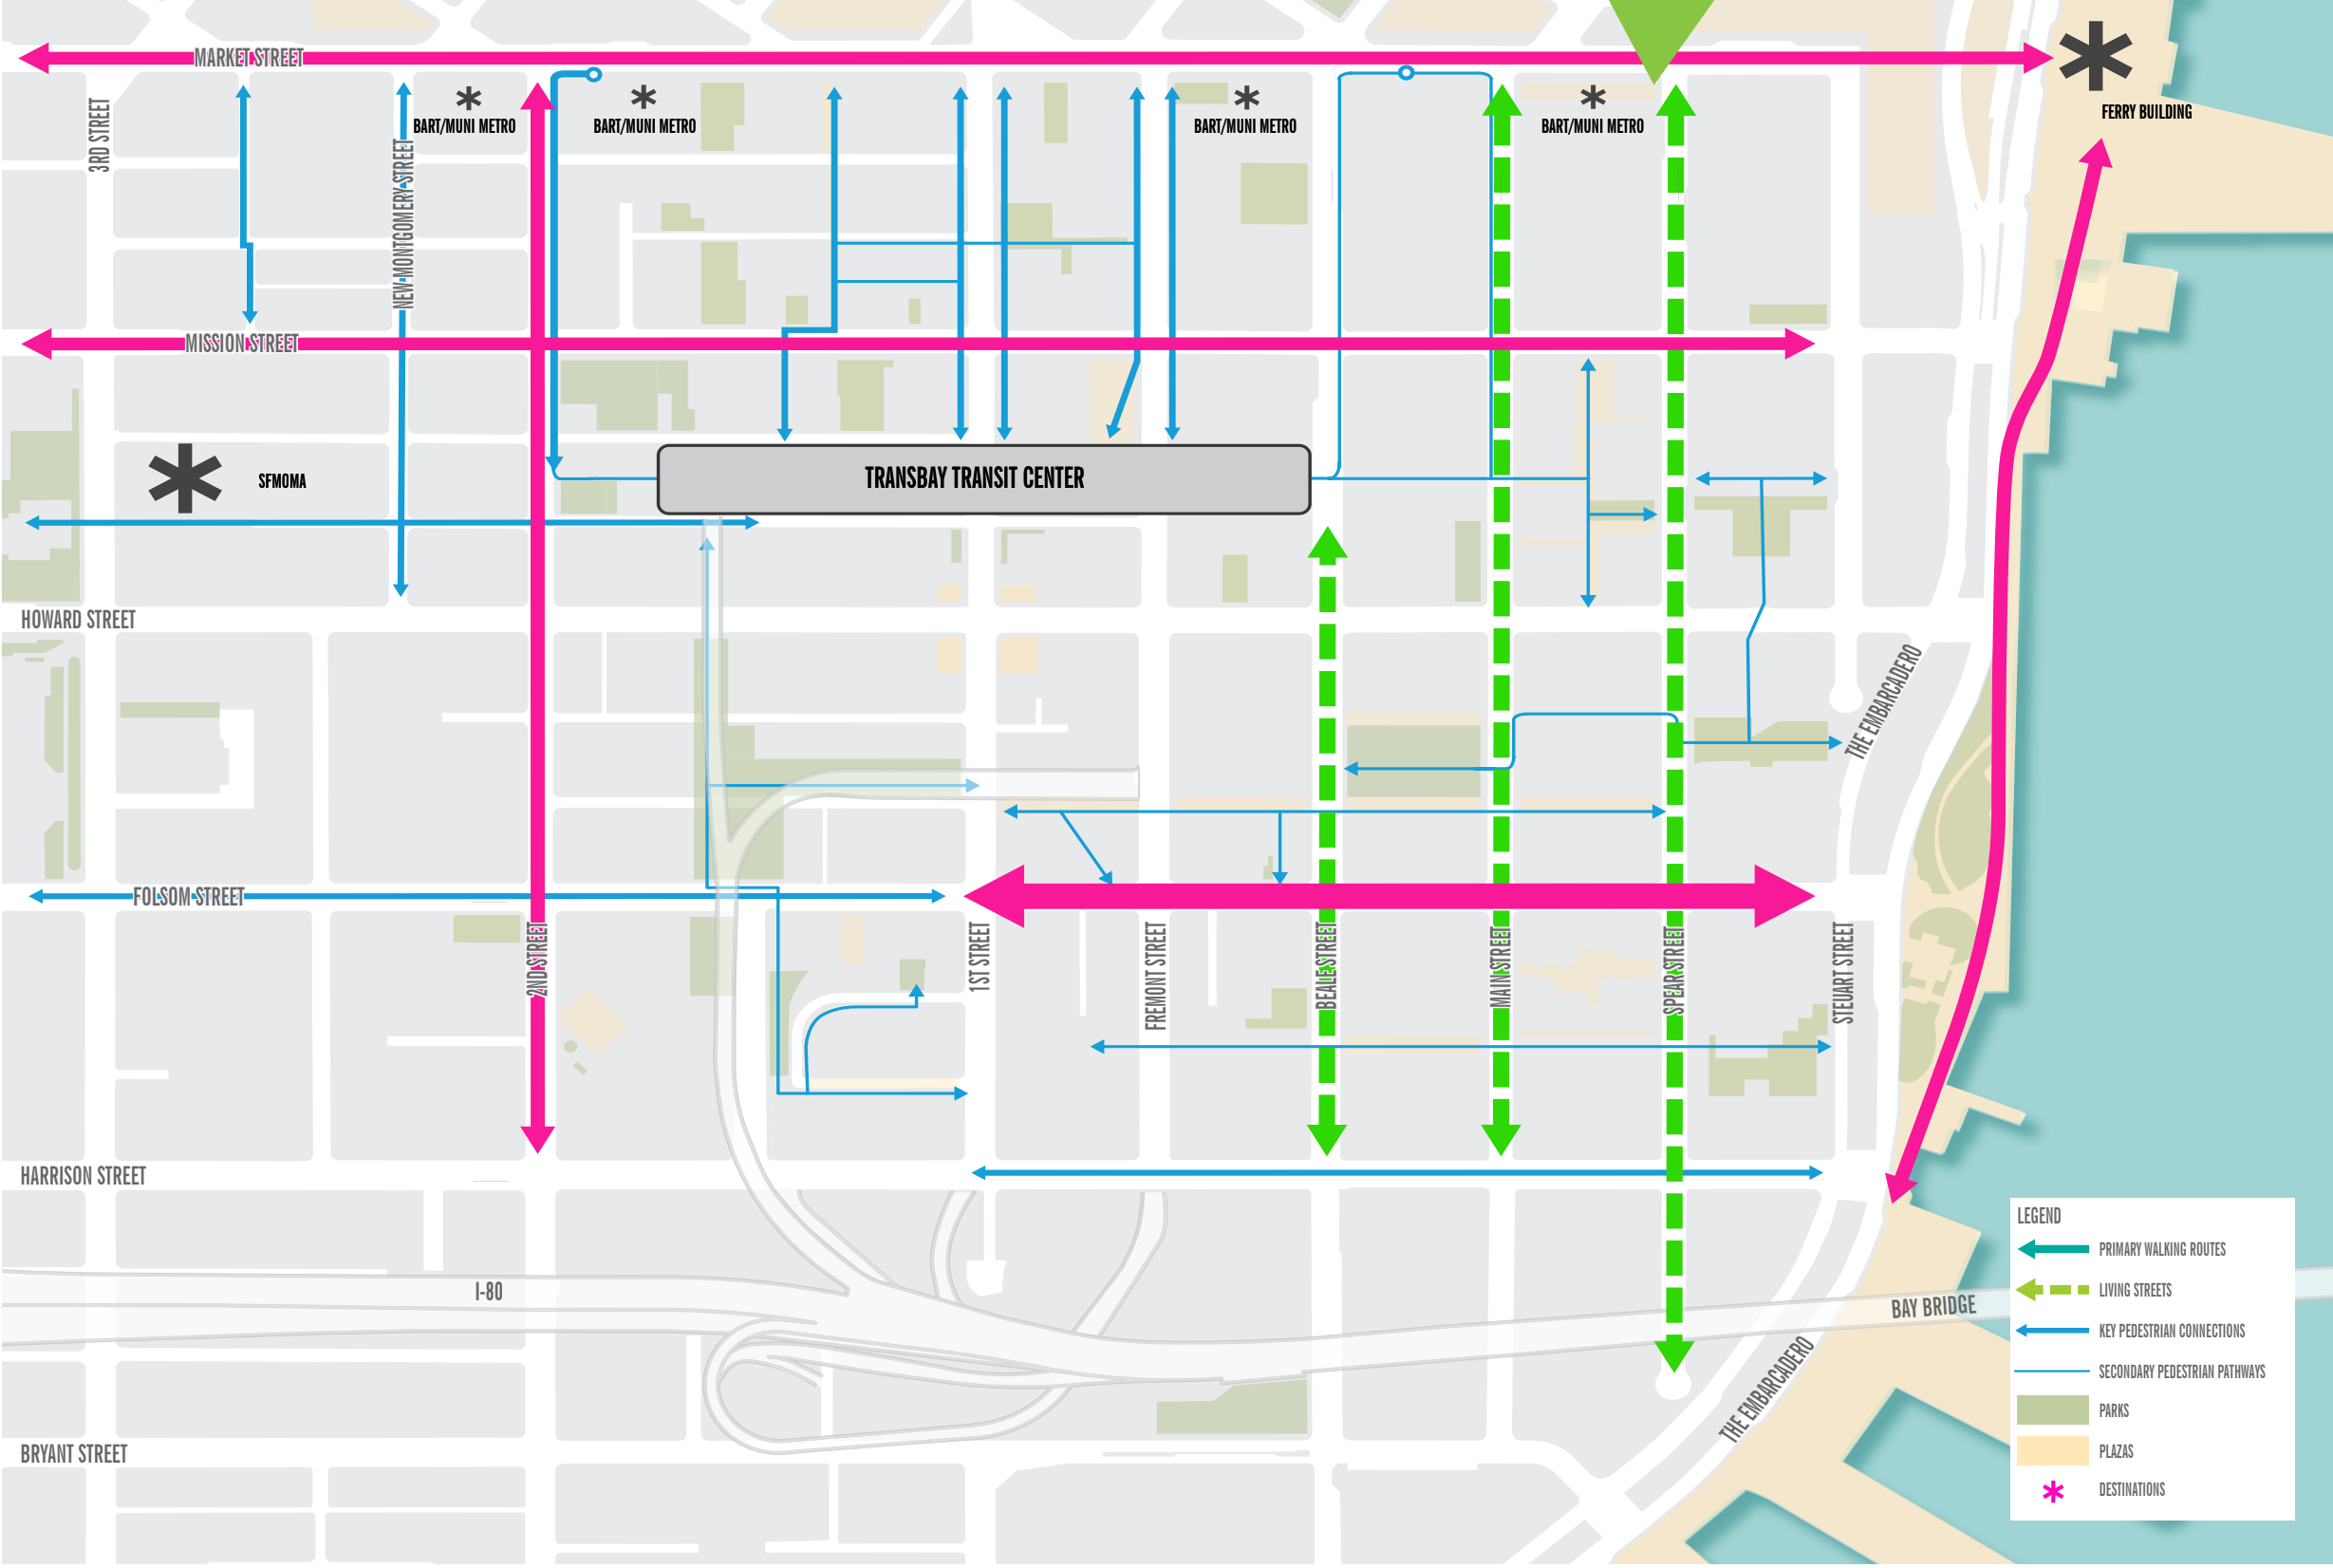 MARKET STREET
3RD STREET
NEW MONTGOMERY STREET
BART/MUNI METRO
BART/MUNI METRO
BART/MUNI METRO
BART/MUNI METRO
FERRY BUILDING
MISSION STREET
SFMOMA
TRANSBAY TRANSIT CENTER
HOWARD STREET
THE EMBARCADERO
FOLSOM STREET
2ND STREET
1ST STREET
FREMONT STREET
BEALE STREET
MAIN STREET
SPEAR STREET
STEUART STREET
HARRISON STREET
I-80
BAY BRIDGE
THE EMBARCADERO
BRYANT STREET
LEGEND
PRIMARY WALKING ROUTES
LIVING STREETS
KEY PEDESTRIAN CONNECTIONS
SECONDARY PEDESTRIAN PATHWAYS
PARKS
PLAZAS
DESTINATIONS